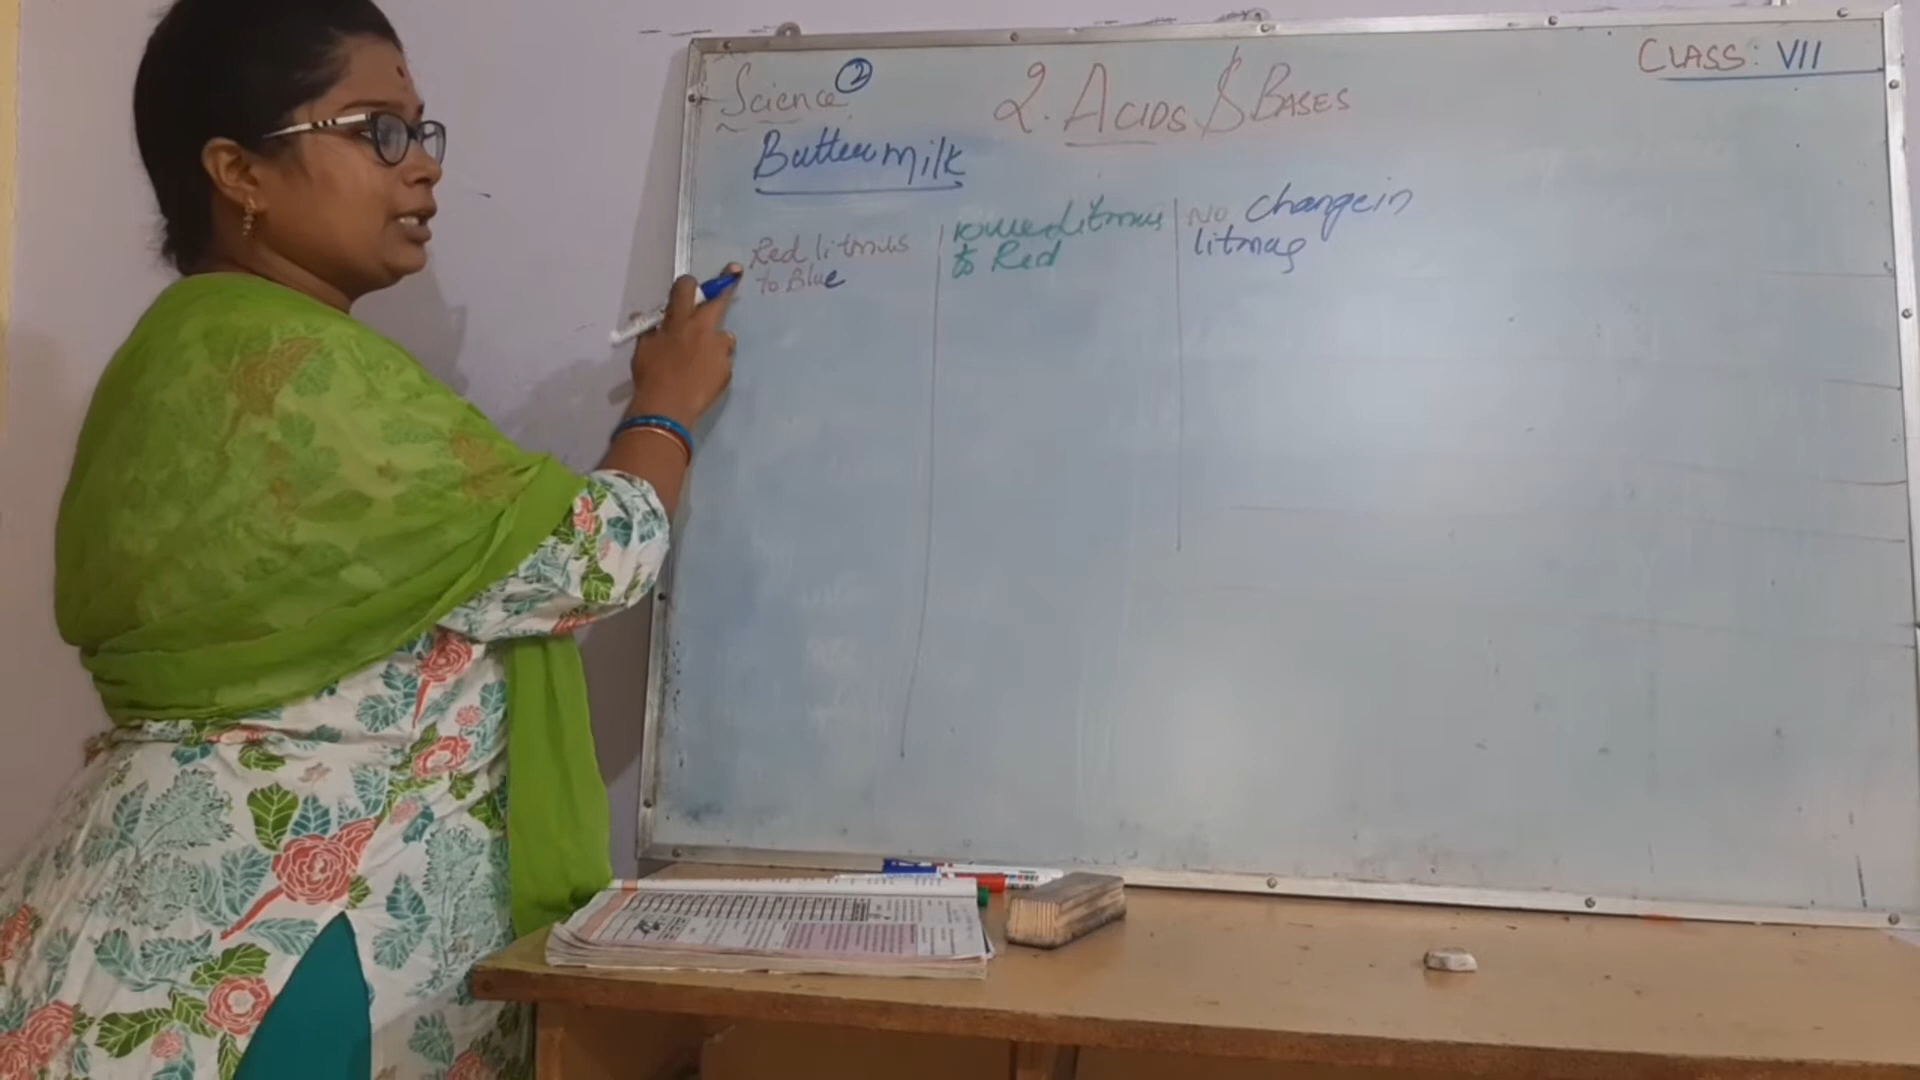 Science 2
2. ACIDS & BASES
CLASS: VII
Buttermilk
Red litmus
to Blue
Litmus
to Red
No change in
litmus